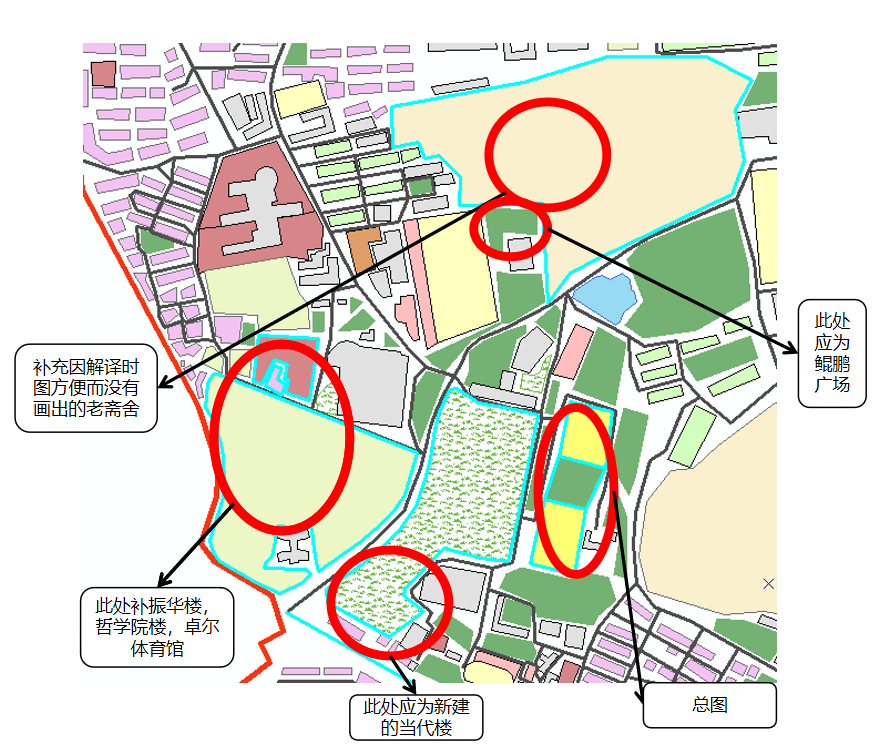 此处
应为
鲲鹏
广场
补充因解译时
图方便而没有
画出的老斋舍
此处补振华楼，
哲学院楼，卓尔
体育馆
此处应为新建
的当代楼
总图